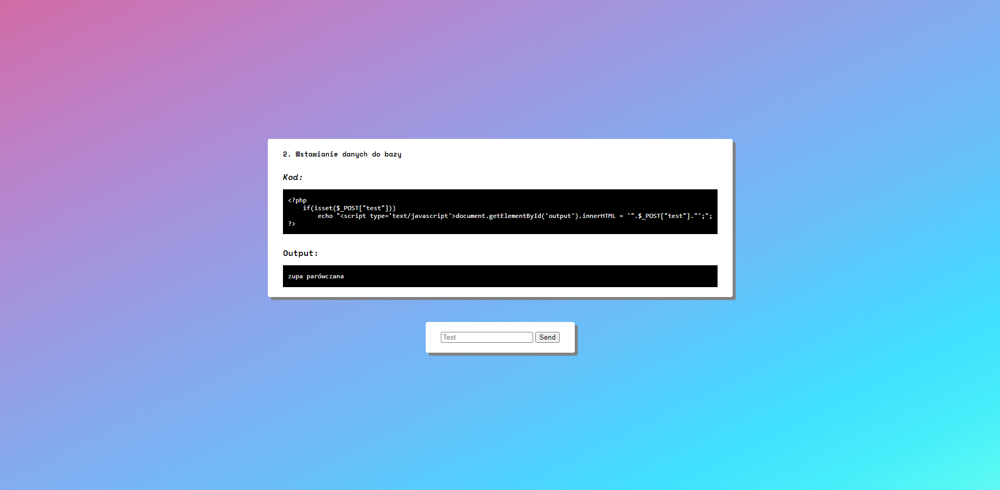 2. Wstawianie danych do bazy
Kod:
<?php
    if(isset($_POST["test"]))
        echo "<script type='text/javascript'>document.getElementById('output').innerHTML = '".$_POST["test"]."';";
?>
Output:
zupa parówczana
Test Send